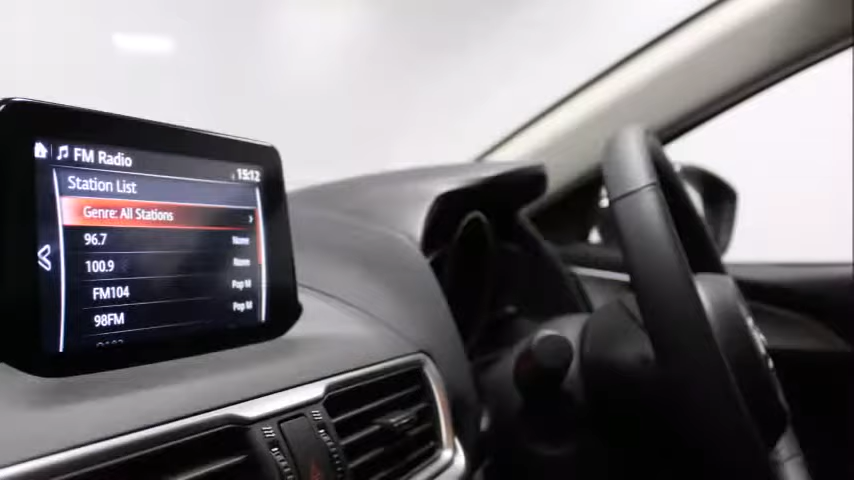 FM Radio
15:12
Station List
Genre: All Stations
96.7 None
100.9 None
FM104 Pop M
98FM Pop M